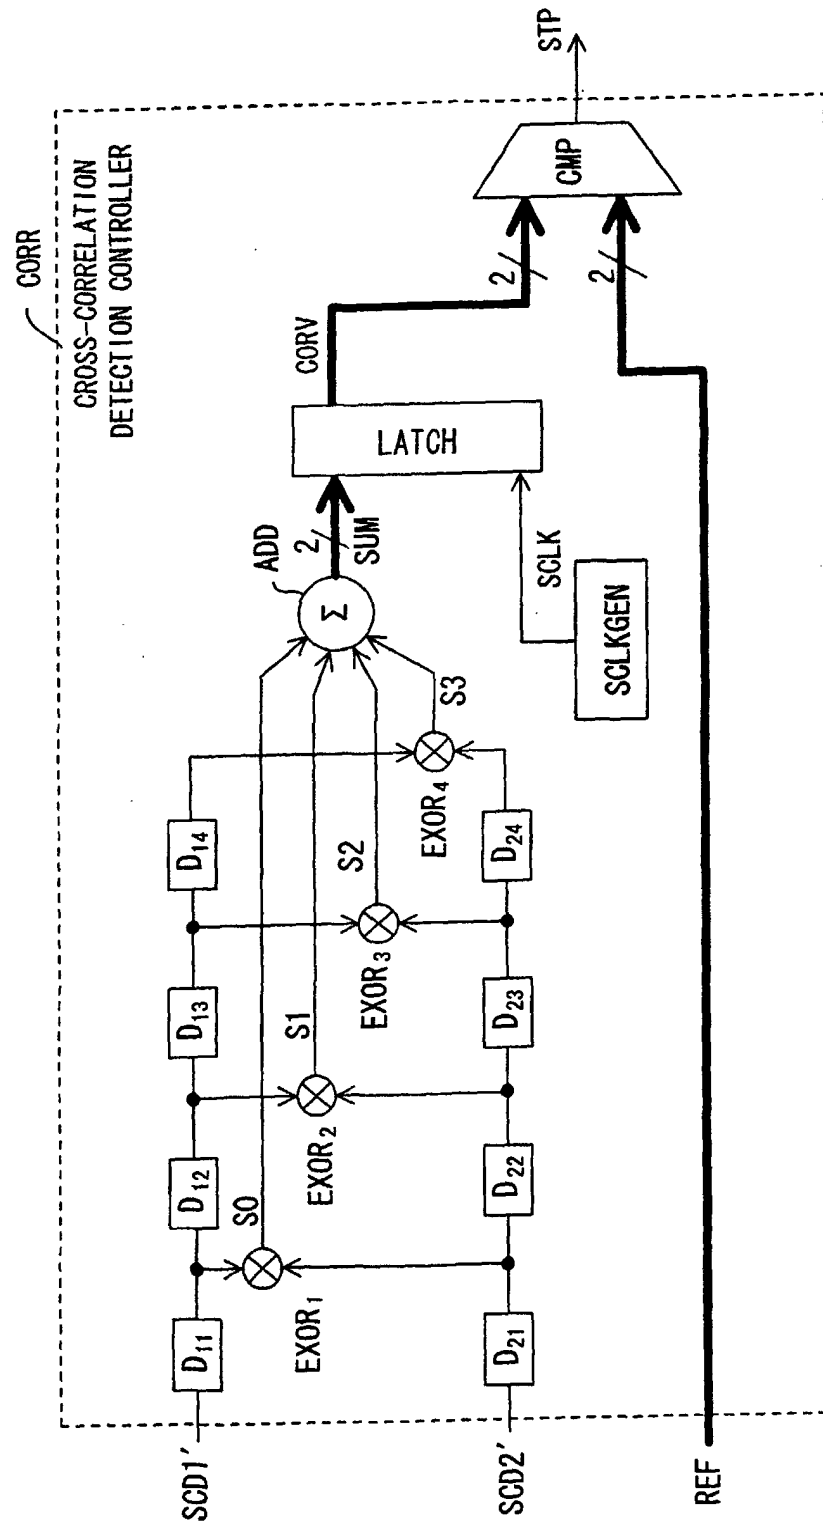 CORR
CROSS-CORRELATION
DETECTION CONTROLLER
SCD1'
D11
D12
D13
D14
S0
EXOR1
S1
EXOR2
S2
EXOR3
S3
EXOR4
ADD
Σ
2
SUM
LATCH
CORV
2
2
CMP
STP
SCD2'
D21
D22
D23
D24
SCLKGEN
SCLK
REF